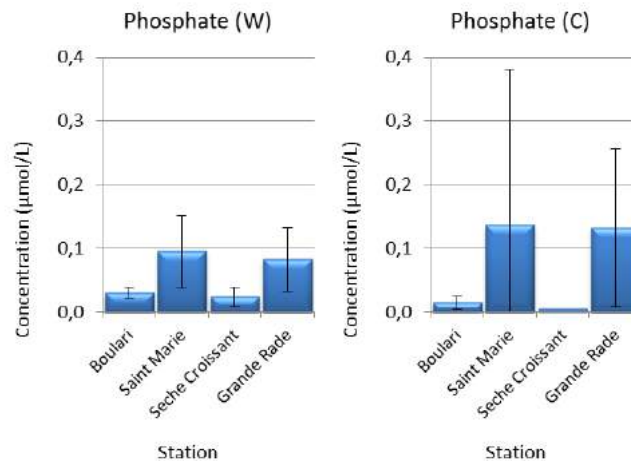 Phosphate (W)
Concentration (µmol/L)
0,4
0,3
0,2
0,1
0,0
Boulari
Saint Marie
Seche Croissant
Grande Rade
Station
Phosphate (C)
Concentration (µmol/L)
0,4
0,3
0,2
0,1
0,0
Boulari
Saint Marie
Seche Croissant
Grande Rade
Station